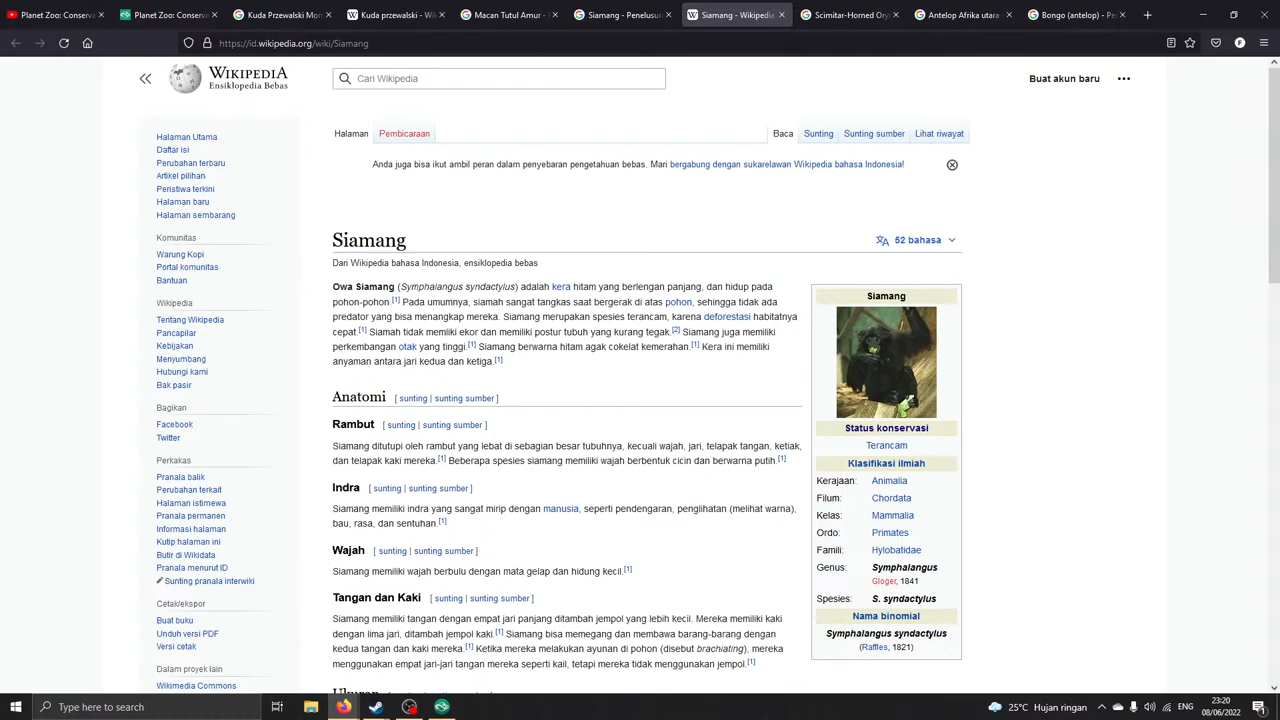 Planet Zoo: Conserv
Wikipedia
KreekCraft Mo
Wira Penjawalski -
Macan Tutul Amur -
Siamang - Penelusur
Siamang - Wikipedia
Scimitar-Horned Ory
Antelop Afrika utara
Bongo (antelop) - Pe
https://id.wikipedia.org/wiki/Siamang
WIKIPEDIA
Ensiklopedia Bebas
Cari Wikipedia
Buat akun baru
Halaman Pembicaraan Baca Sunting Sunting sumber Lihat riwayat
Anda juga bisa ikut ambil peran dalam penyebaran pengetahuan bebas. Mari bergabung dengan sukarelawan Wikipedia bahasa Indonesia!
Halaman Utama
Daftar isi
Perubahan terbaru
Artikel pilihan
Peristiwa terkini
Halaman baru
Halaman sembarang
Komunitas
Warung Kopi
Portal komunitas
Bantuan
Wikipedia
Tentang Wikipedia
Pancapilar
Kebijakan
Menyumbang
Hubungi kami
Bak pasir
Bagikan
Facebook
Twitter
Perkakas
Pranala balik
Perubahan terkait
Halaman istimewa
Pranala permanen
Informasi halaman
Kutip halaman ini
Butir di Wikidata
Pranala menurut ID
Sunting pranala interwiki
Cetak/ekspor
Buat buku
Unduh versi PDF
Versi cetak
Dalam proyek lain
Wikimedia Commons
Siamang
52 bahasa
Dari Wikipedia bahasa Indonesia, ensiklopedia bebas
Owa Siamang (Symphalangus syndactylus) adalah kera hitam yang berlengan panjang, dan hidup pada
pohon-pohon.[1] Pada umumnya, siamah sangat tangkas saat bergerak di atas pohon, sehingga tidak ada
predator yang bisa menangkap mereka. Siamang merupakan spesies terancam, karena deforestasi habitatnya
cepat.[1] Siamah tidak memiliki ekor dan memiliki postur tubuh yang kurang tegak.[2] Siamang juga memiliki
perkembangan otak yang tinggi.[1] Siamang berwarna hitam agak cokelat kemerahan.[1] Kera ini memiliki
anyaman antara jari kedua dan ketiga.[1]
Anatomi [ sunting | sunting sumber ]
Rambut [ sunting | sunting sumber ]
Siamang ditutupi oleh rambut yang lebat di sebagian besar tubuhnya, kecuali wajah, jari, telapak tangan, ketiak,
dan telapak kaki mereka.[1] Beberapa spesies siamang memiliki wajah berbentuk cicin dan berwarna putih.[1]
Indra [ sunting | sunting sumber ]
Siamang memiliki indra yang sangat mirip dengan manusia, seperti pendengaran, penglihatan (melihat warna),
bau, rasa, dan sentuhan.[1]
Wajah [ sunting | sunting sumber ]
Siamang memiliki wajah berbulu dengan mata gelap dan hidung kecil.[1]
Tangan dan Kaki [ sunting | sunting sumber ]
Siamang memiliki tangan dengan empat jari panjang ditambah jempol yang lebih kecil. Mereka memiliki kaki
dengan lima jari, ditambah jempol kaki.[1] Siamang bisa memegang dan membawa barang-barang dengan
kedua tangan dan kaki mereka.[1] Ketika mereka melakukan ayunan di pohon (disebut brachiating), mereka
menggunakan empat jari-jari tangan mereka seperti kail, tetapi mereka tidak menggunakan jempol.[1]
Ukuran
Siamang
Status konservasi
Terancam
Klasifikasi ilmiah
Kerajaan: Animalia
Filum: Chordata
Kelas: Mammalia
Ordo: Primates
Famili: Hylobatidae
Genus: Symphalangus
Gloger, 1841
Spesies: S. syndactylus
Nama binomial
Symphalangus syndactylus
(Raffles, 1821)
Type here to search
25°C Hujan ringan
ENG
23:20
08/06/2022